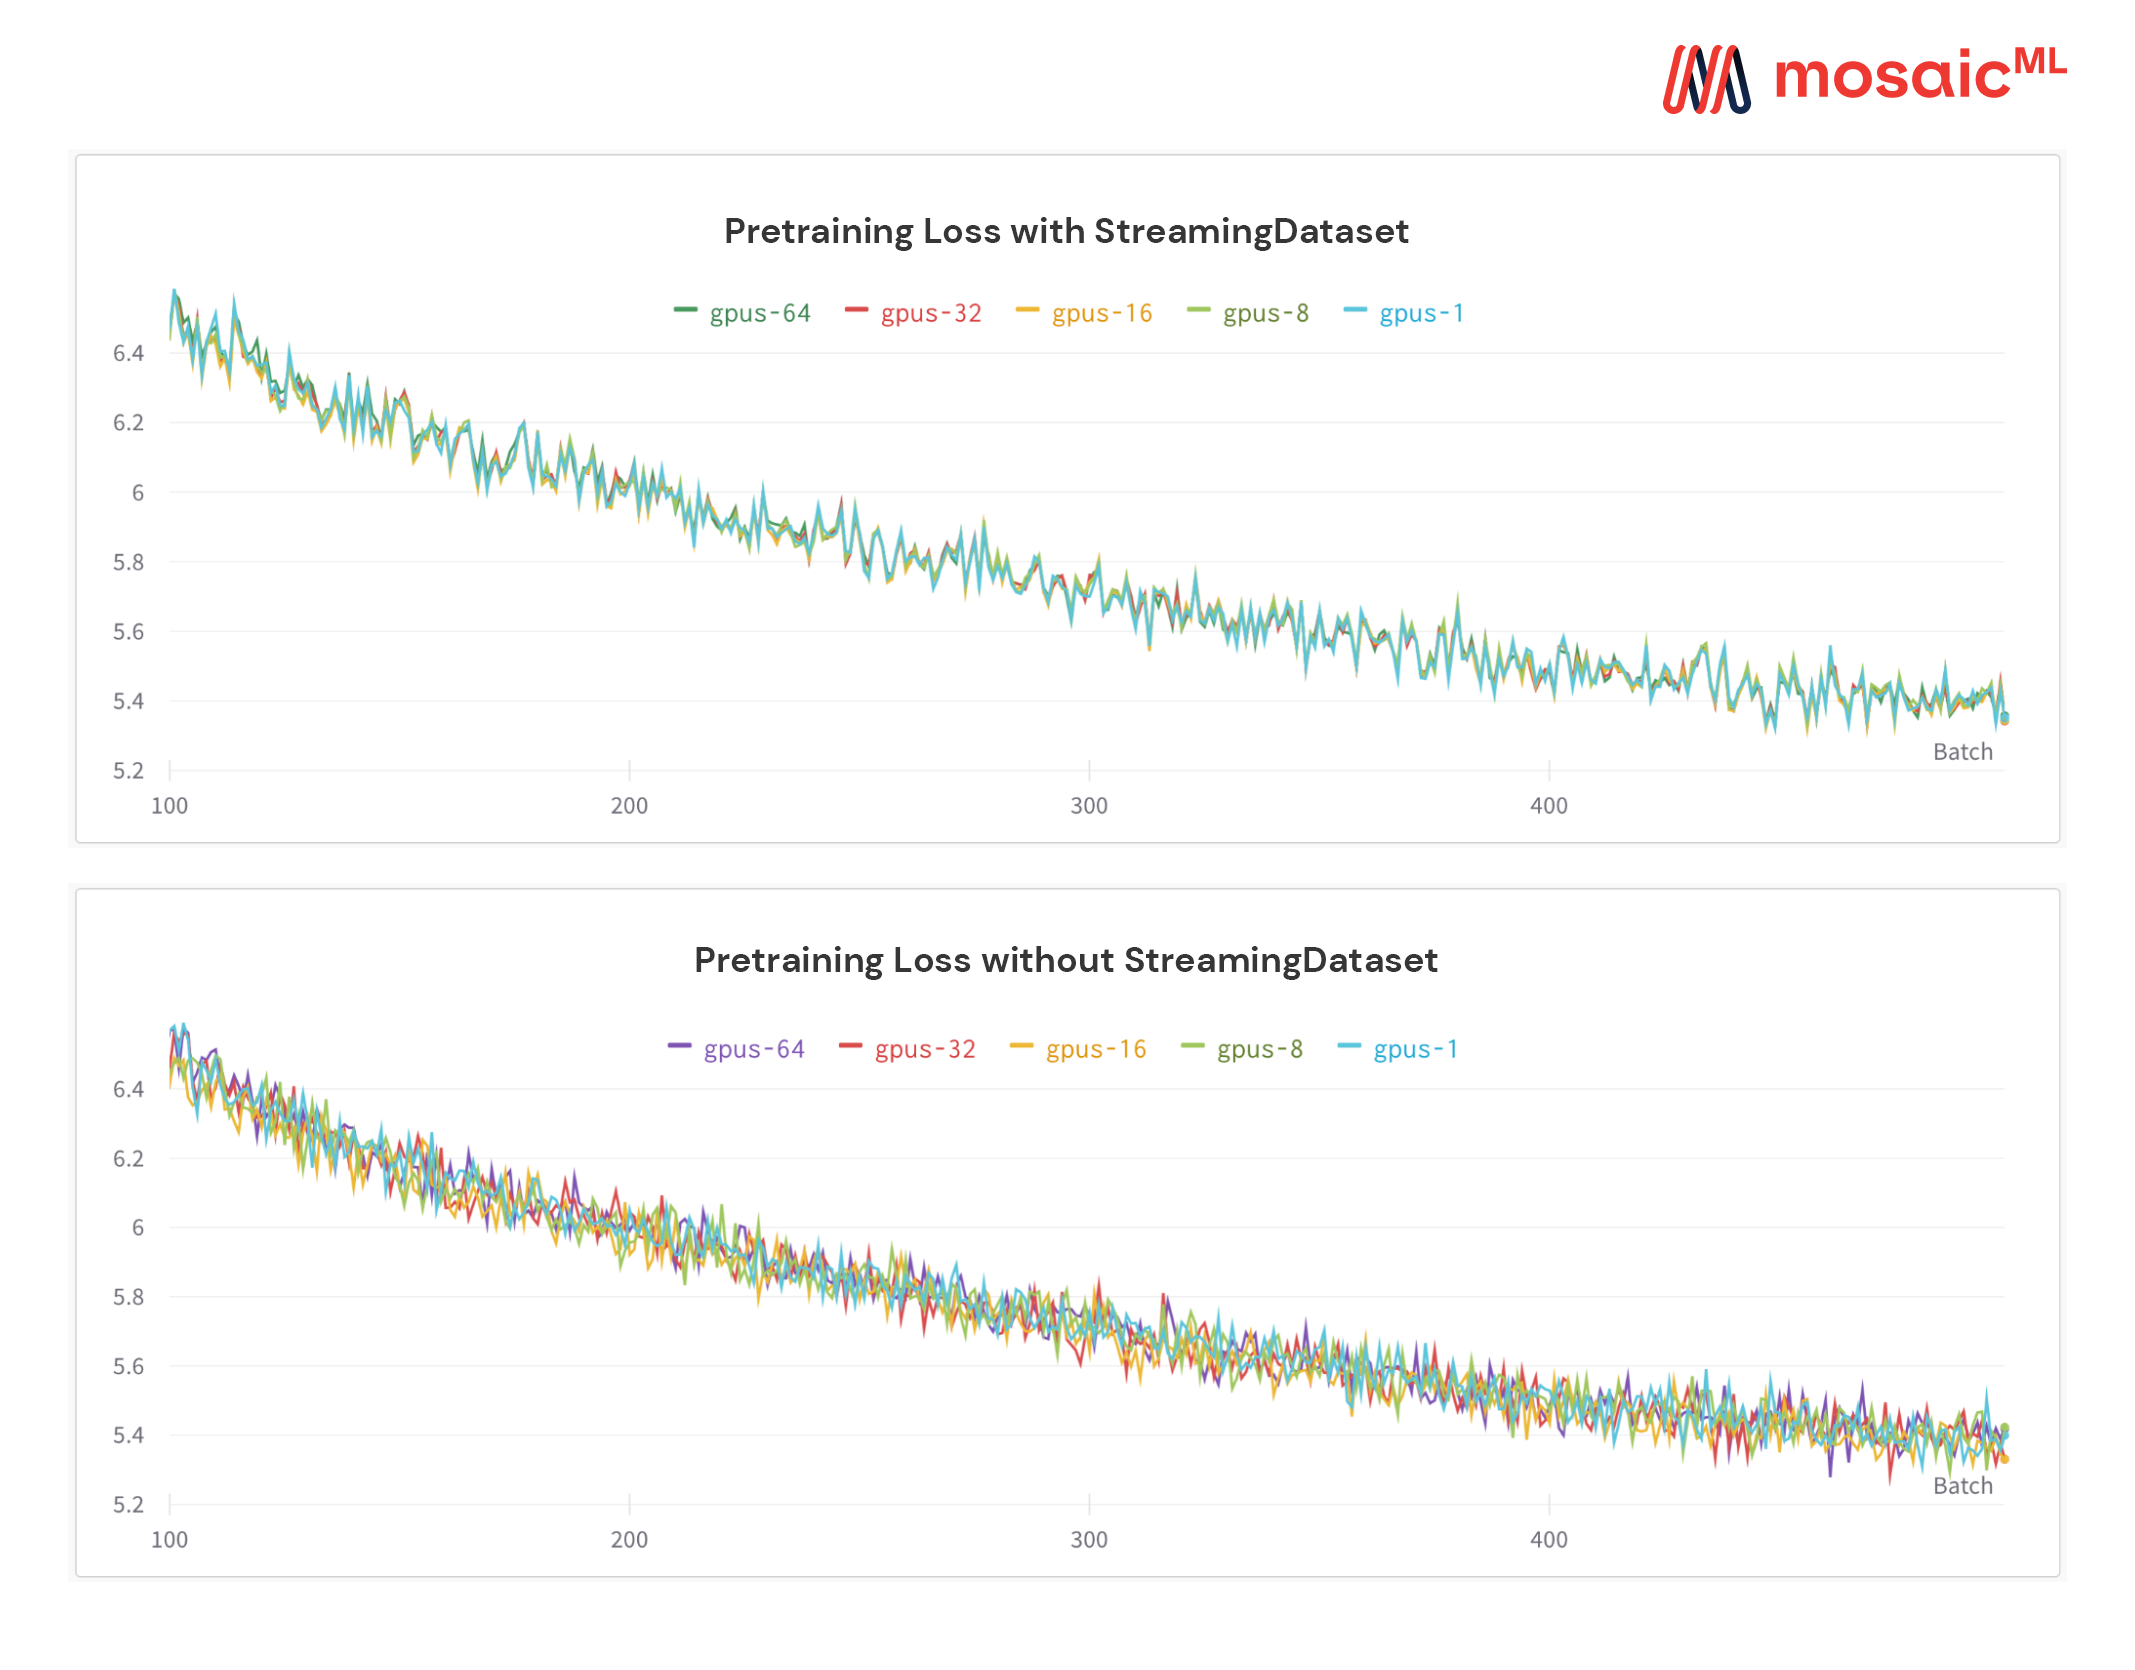 mosaicML
Pretraining Loss with StreamingDataset
gpus-64 gpus-32 gpus-16 gpus-8 gpus-1
6.4
6.2
6
5.8
5.6
5.4
Batch
5.2
100 200 300 400
Pretraining Loss without StreamingDataset
gpus-64 gpus-32 gpus-16 gpus-8 gpus-1
6.4
6.2
6
5.8
5.6
5.4
Batch
5.2
100 200 300 400